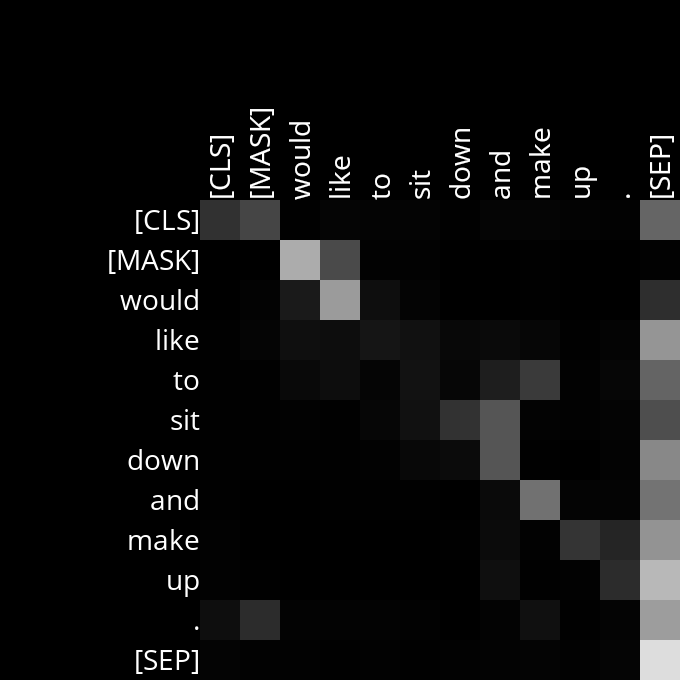 [CLS] [MASK] would like to sit down and make up . [SEP]
[CLS]
[MASK]
would
like
to
sit
down
and
make
up
.
[SEP]